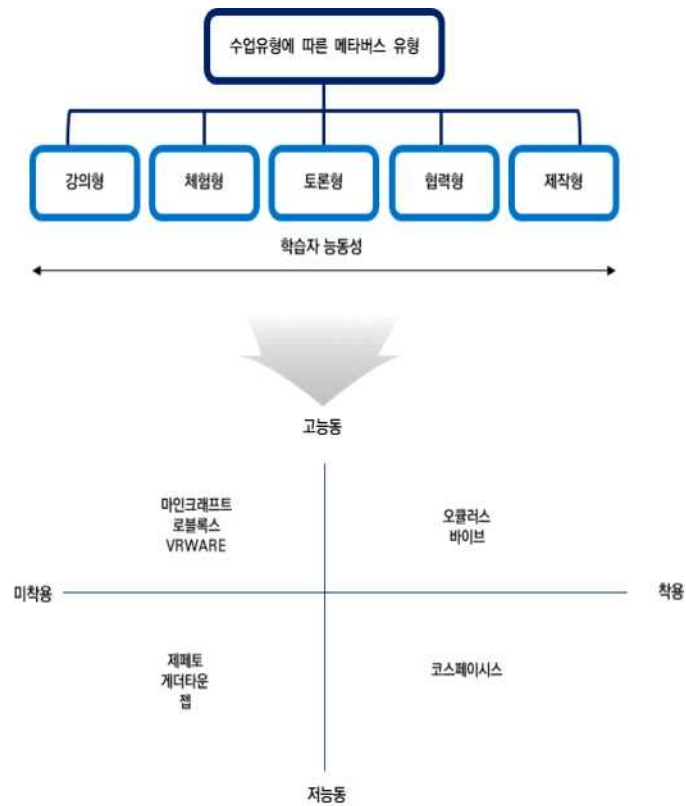 수업유형에 따른 메타버스 유형
강의형
체험형
토론형
협력형
제작형
학습자 능동성
고능동
마인크래프트
로블록스
VRWARE
오큘러스
바이브
미착용
착용
제페토
게더타운
젭
코스페이시스
저능동